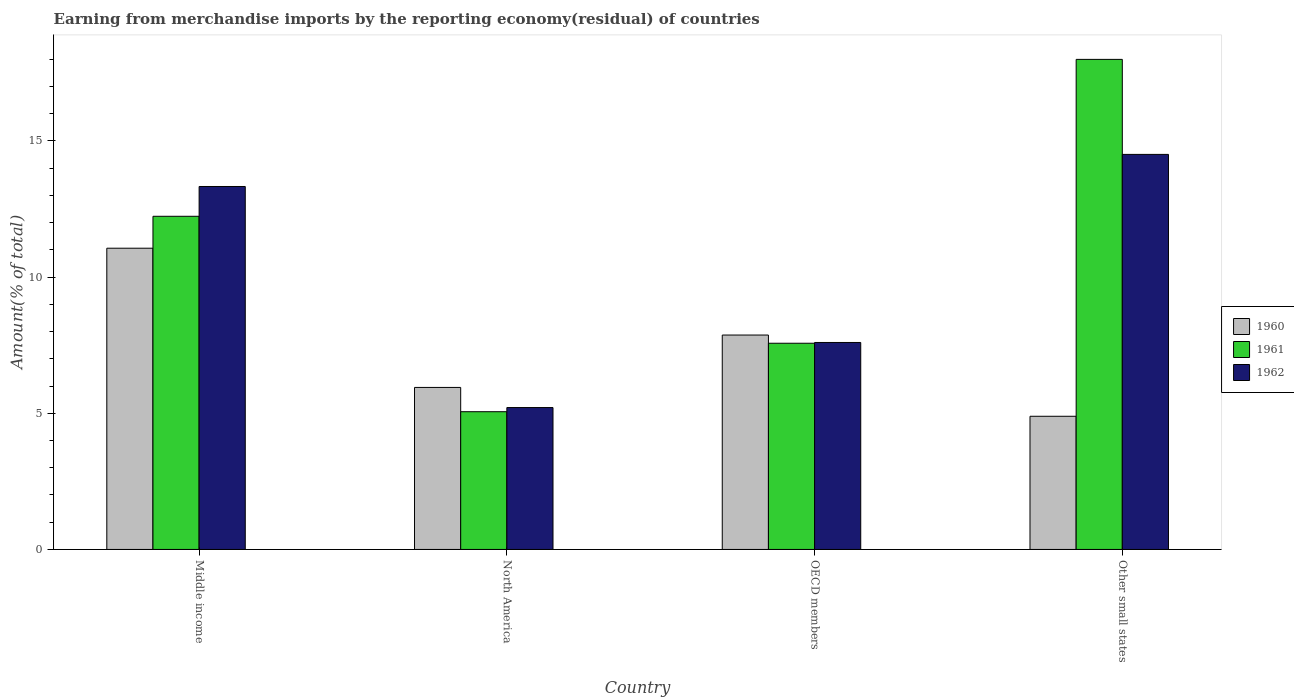 Earning from merchandise imports by the reporting economy(residual) of countries
Amount(% of total)
15
10
5
0
Middle income
North America
OECD members
Other small states
Country
1960
1961
1962